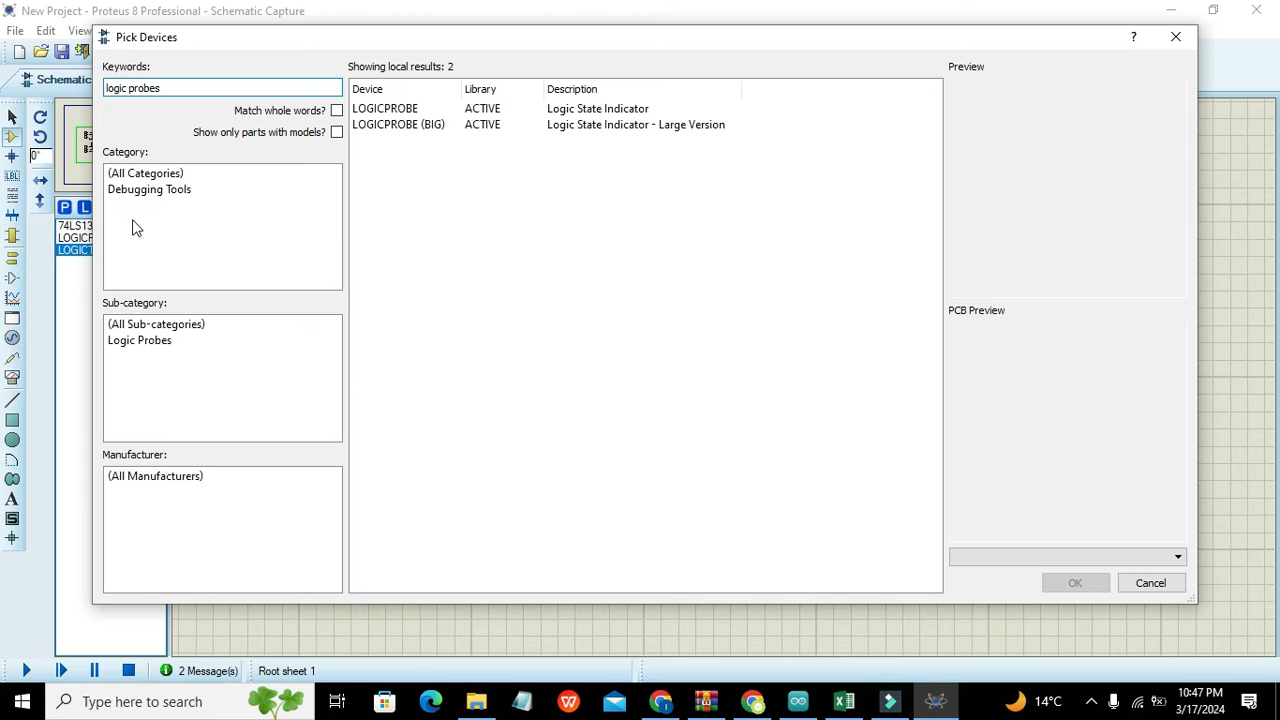 New Project - Proteus 8 Professional - Schematic Capture
File Edit View
Schematic
Pick Devices
?
Keywords:
logic probes
Match whole words?
Show only parts with models?
Category:
(All Categories)
Debugging Tools
Sub-category:
(All Sub-categories)
Logic Probes
Manufacturer:
(All Manufacturers)
Showing local results: 2
Device Library Description
LOGICPROBE ACTIVE Logic State Indicator
LOGICPROBE (BIG) ACTIVE Logic State Indicator - Large Version
Preview
PCB Preview
OK Cancel
0°
LBL
A
S
P L
74LS13
LOGICP
LOGICT
2 Message(s) Root sheet 1
Type here to search
14°C
10:47 PM
3/17/2024